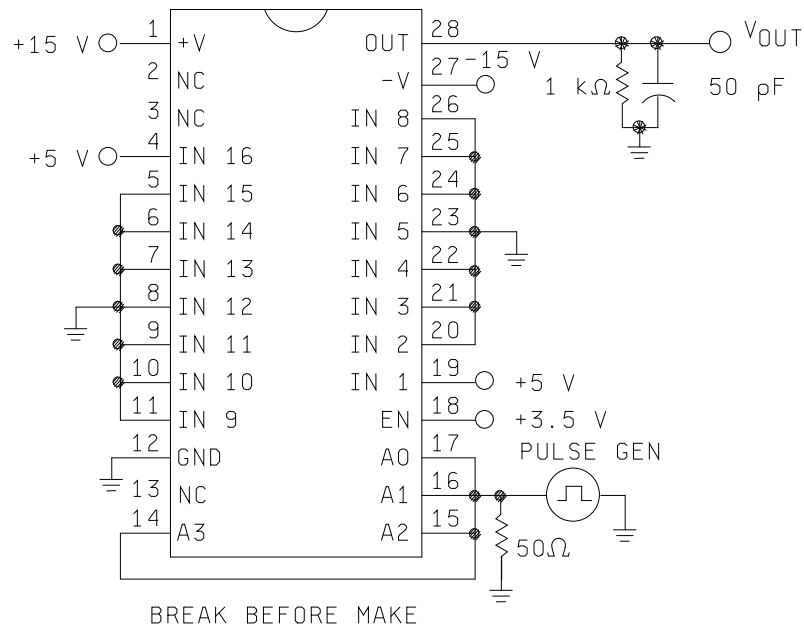 1 28
+15 V +V OUT VOUT
2 27 -15 V
NC -V 1 kΩ 50 pF
3 26
NC IN 8
4 25
+5 V IN 16 IN 7
5 24
IN 15 IN 6
6 23
IN 14 IN 5
7 22
IN 13 IN 4
8 21
IN 12 IN 3
9 20
IN 11 IN 2
10 19
IN 10 IN 1 +5 V
11 18
IN 9 EN +3.5 V
12 17 PULSE GEN
GND A0
13 16
NC A1
14 15
A3 A2 50Ω
BREAK BEFORE MAKE